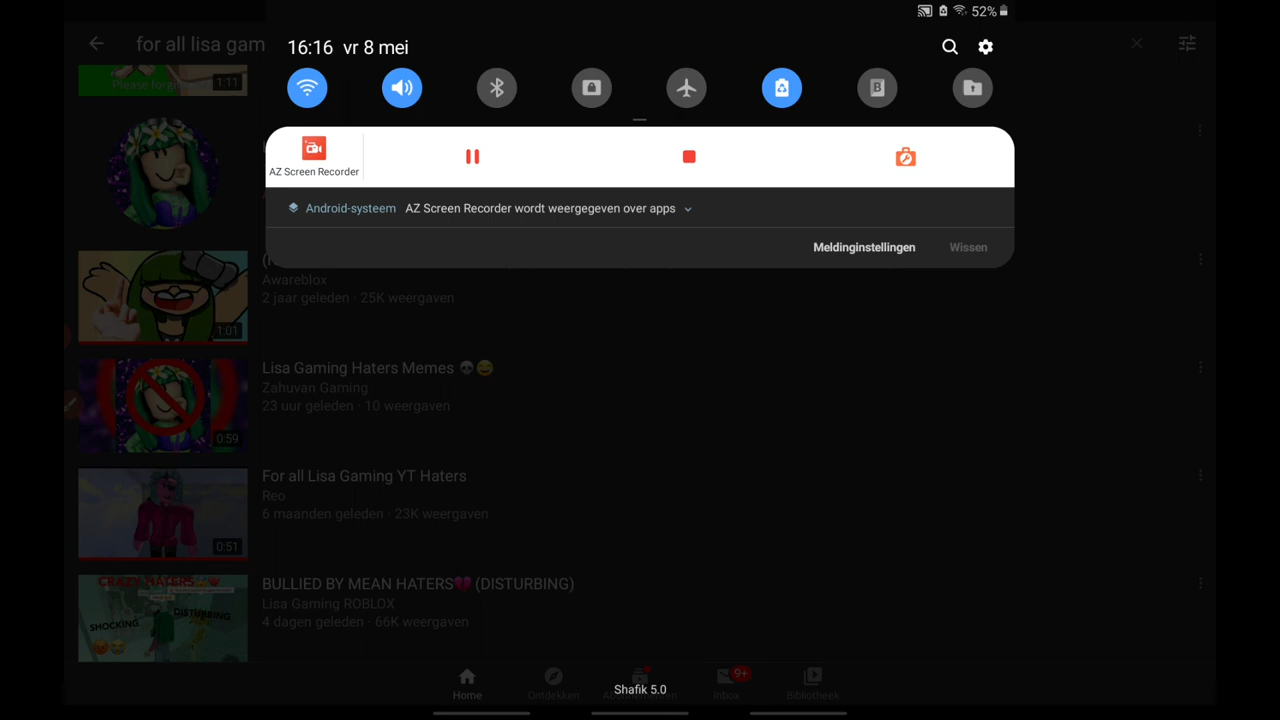 52%
16:16 vr 8 mei
for all lisa gam
Please forgi
1:11
B
AZ Screen Recorder
Android-systeem AZ Screen Recorder wordt weergegeven over apps
Meldinginstellingen Wissen
Awareblox
2 jaar geleden · 25K weergaven
1:01
Lisa Gaming Haters Memes 💀😂
Zahuvan Gaming
23 uur geleden · 10 weergaven
0:59
For all Lisa Gaming YT Haters
Reo
6 maanden geleden · 23K weergaven
0:51
BULLIED BY MEAN HATERS💔 (DISTURBING)
Lisa Gaming ROBLOX
4 dagen geleden · 66K weergaven
CRAZY HATERS
SHOCKING
DISTURBING
9+
Home Ontdekken Inbox Bibliotheek
Shafik 5.0